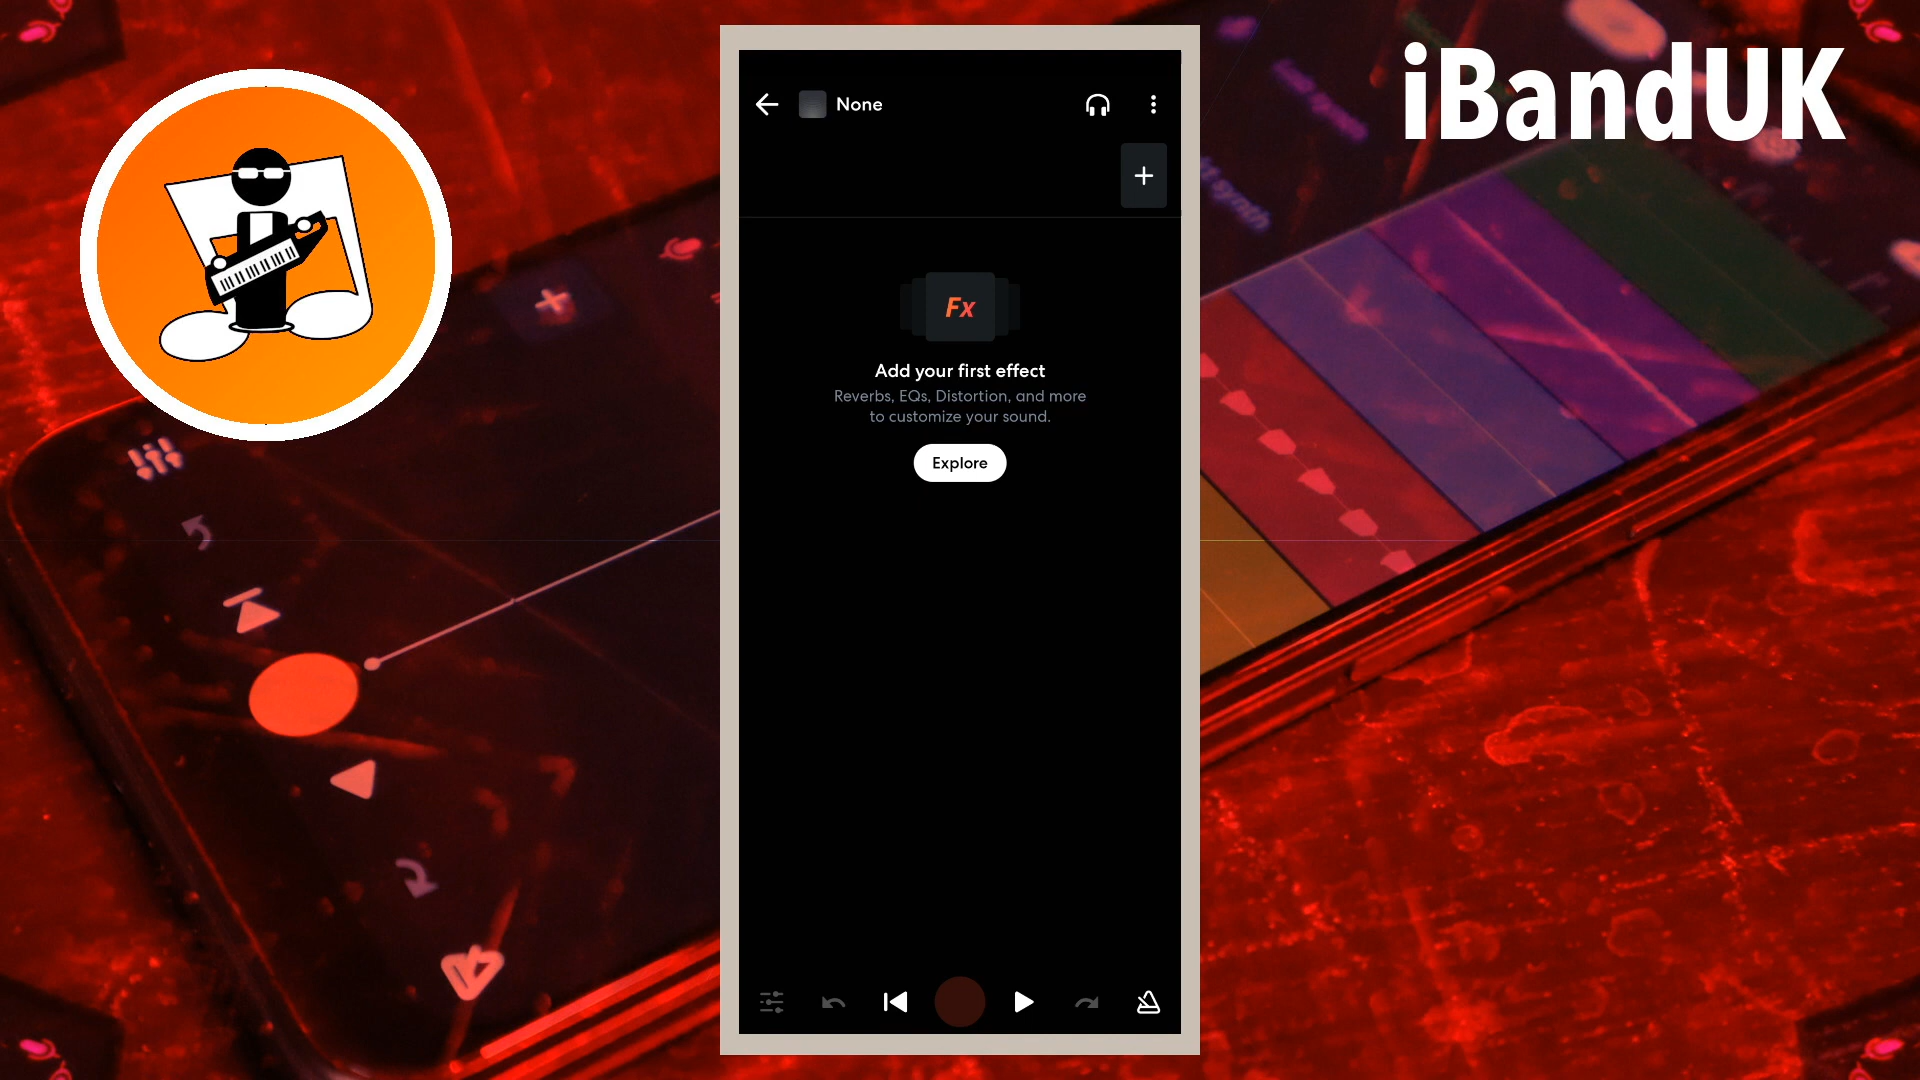 iBandUK
None
Fx
Add your first effect
Reverbs, EQs, Distortion, and more
to customize your sound.
Explore